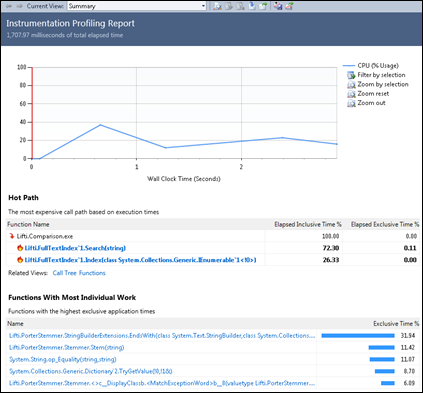 Current View: Summary
Instrumentation Profiling Report
1,707.97 milliseconds of total elapsed time
100
80
60
40
20
0
0 1 2
Wall Clock Time (Seconds)
CPU (% Usage)
Filter by selection
Zoom by selection
Zoom reset
Zoom out
Hot Path
The most expensive call path based on execution times
Function Name Elapsed Inclusive Time % Elapsed Exclusive Time %
Lifti.Comparison.exe 100.00 0.00
Lifti.FullTextIndex`1.Search(string) 72.30 0.11
Lifti.FullTextIndex`1.Index(class System.Collections.Generic.IEnumerable`1<!0>) 26.33 0.00
Related Views: Call Tree Functions
Functions With Most Individual Work
Functions with the highest exclusive application times
Name Exclusive Time %
Lifti.PorterStemmer.StringBuilderExtensions.EndsWith(class System.Text.StringBuilder,class System.Collections... 31.94
Lifti.PorterStemmer.Stemmer.Stem(string) 11.42
System.String.op_Equality(string,string) 11.07
System.Collections.Generic.Dictionary`2.TryGetValue(!0,!1&) 8.78
Lifti.PorterStemmer.Stemmer.<>c__DisplayClassb.<MatchExceptionWord>b__8(valuetype Lifti.PorterStemmer.... 6.09